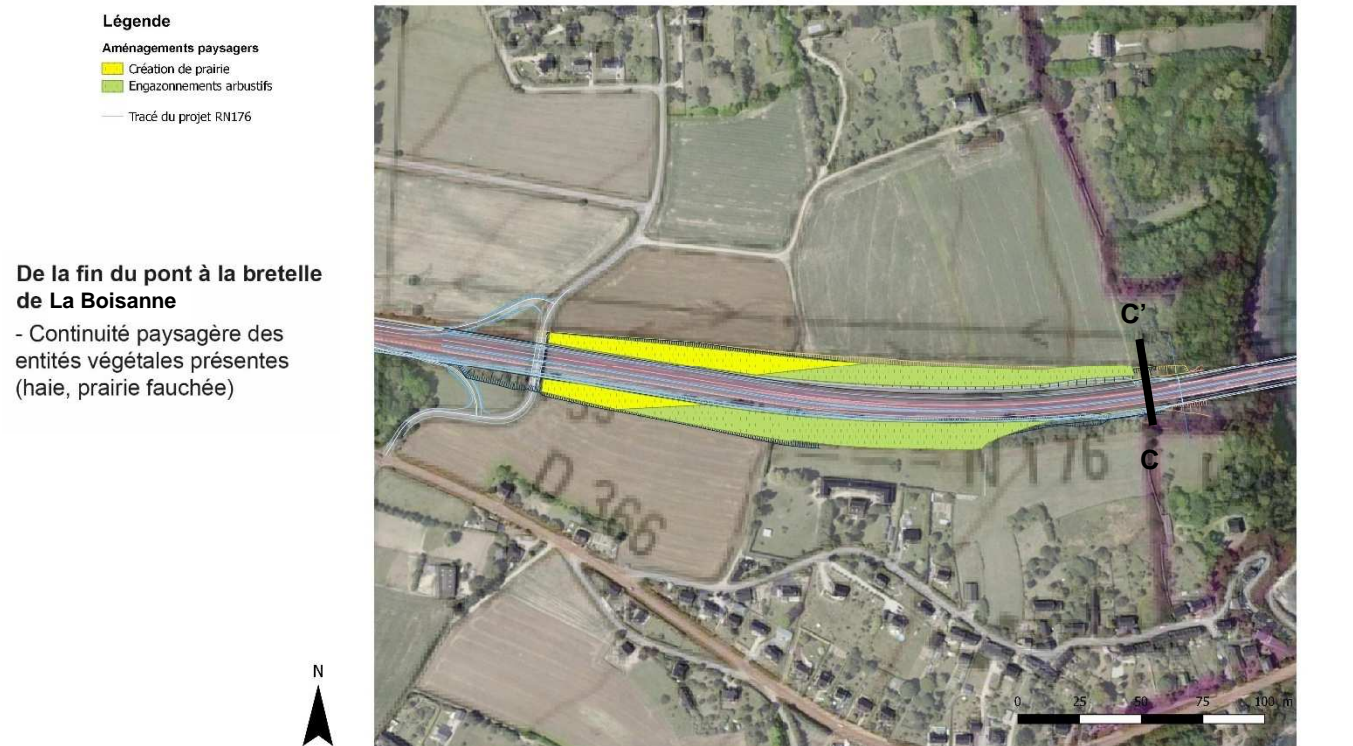 Légende
Aménagements paysagers
Création de prairie
Engazonnements arbustifs
Tracé du projet RN176
De la fin du pont à la bretelle
de La Boisanne
- Continuité paysagère des
entités végétales présentes
(haie, prairie fauchée)
N
C'
C
N 176
D 366
0 25 50 75 100 m